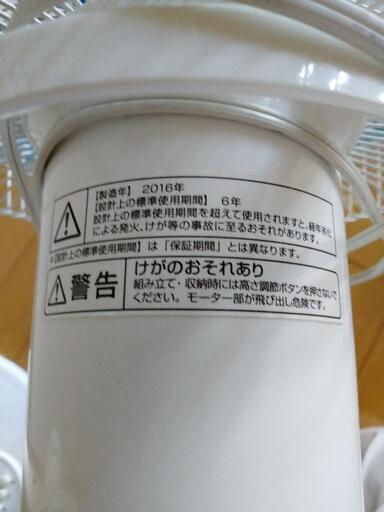 【製造年】 2016年
【設計上の標準使用期間】 6年
設計上の標準使用期間を超えて使用されますと、経年劣化
による発火、けが等の事故に至るおそれがあります。
※【設計上の標準使用期間】は「保証期間」とは異なります。
警告
けがのおそれあり
組み立て・収納時には高さ調節ボタンを押さないで
ください。モーター部が飛び出し危険です。